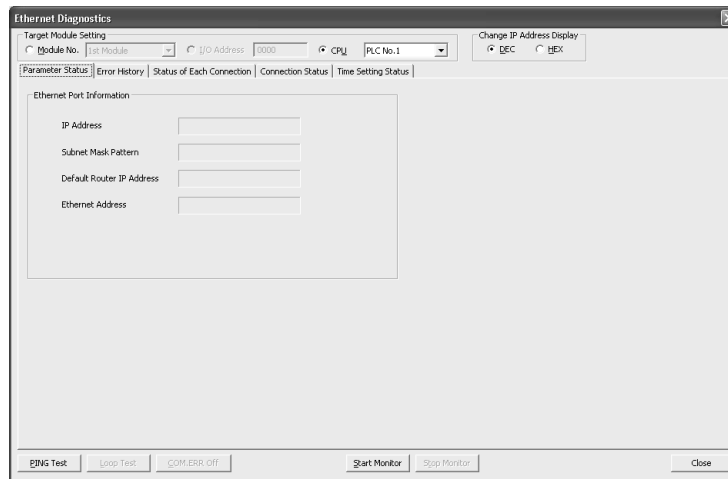 Ethernet Diagnostics
Target Module Setting
Change IP Address Display
Module No. 1st Module I/O Address 0000 CPU PLC No.1 DEC HEX
Parameter Status Error History Status of Each Connection Connection Status Time Setting Status
Ethernet Port Information
IP Address
Subnet Mask Pattern
Default Router IP Address
Ethernet Address
PING Test Loop Test COM.ERR Off Start Monitor Stop Monitor Close